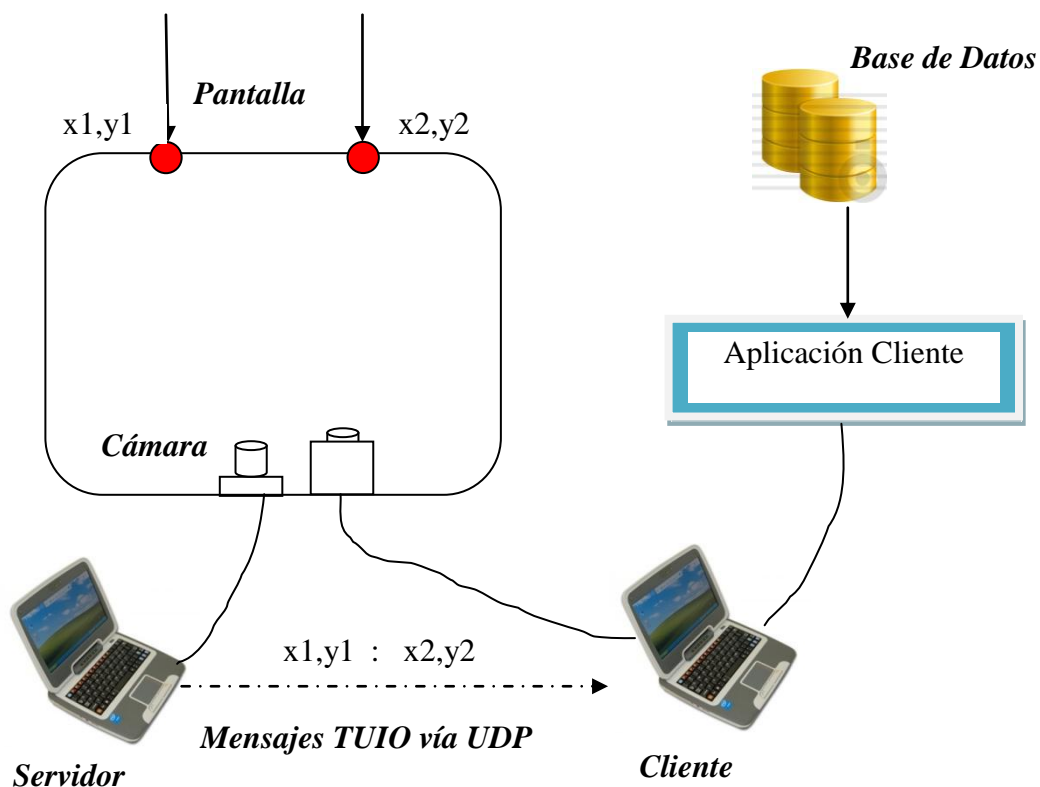 Base de Datos
Pantalla
x1,y1
x2,y2
Aplicación Cliente
Cámara
x1,y1 : x2,y2
Mensajes TUIO vía UDP
Servidor
Cliente